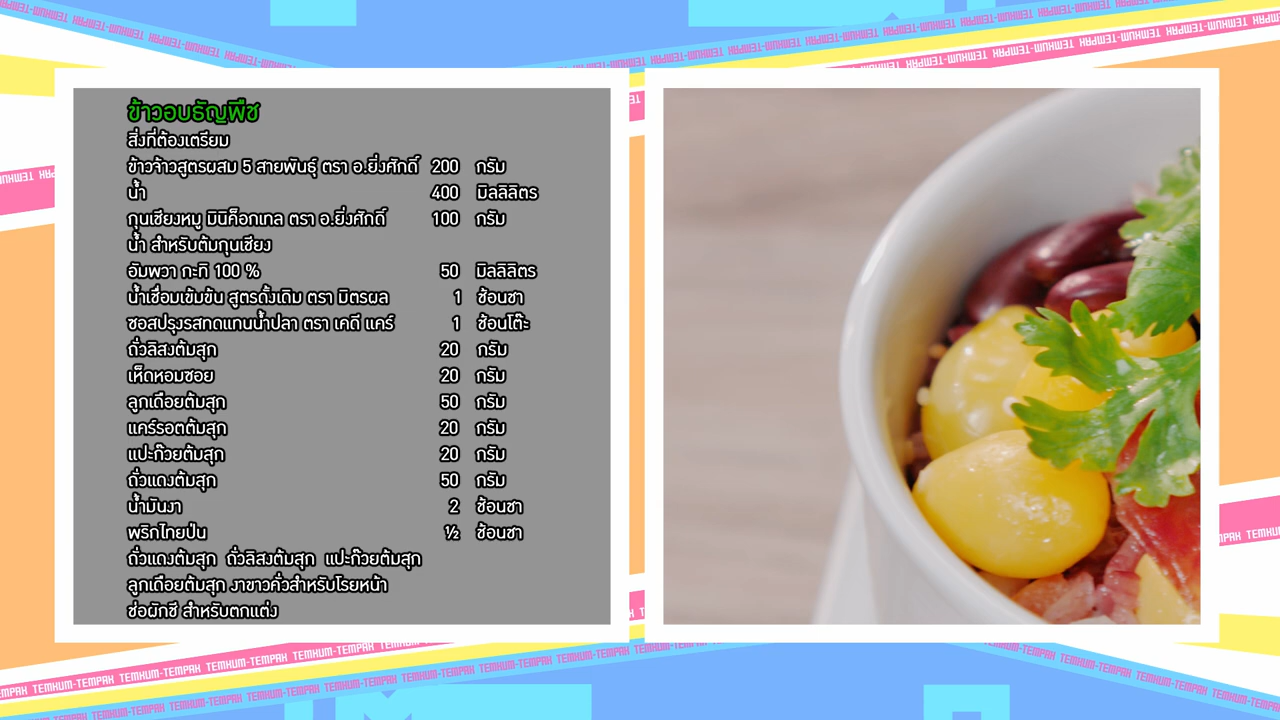 ข้าวอบธัญพืช
สิ่งที่ต้องเตรียม
ข้าวจ้าวสูตรผสม 5 สายพันธุ์ ตรา อ.ยิ่งศักดิ์ 200 กรัม
น้ำ 400 มิลลิลิตร
กุนเชียงหมู มินิค็อกเทล ตรา อ.ยิ่งศักดิ์ 100 กรัม
น้ำ สำหรับต้มกุนเชียง
อัมพวา กะทิ 100 % 50 มิลลิลิตร
น้ำเชื่อมเข้มข้น สูตรดั้งเดิม ตรา มิตรผล 1 ช้อนชา
ซอสปรุงรสทดแทนน้ำปลา ตรา เคดี แคร์ 1 ช้อนโต๊ะ
ถั่วลิสงต้มสุก 20 กรัม
เห็ดหอมซอย 20 กรัม
ลูกเดือยต้มสุก 50 กรัม
แคร์รอตต้มสุก 20 กรัม
แปะก๊วยต้มสุก 20 กรัม
ถั่วแดงต้มสุก 50 กรัม
น้ำมันงา 2 ช้อนชา
พริกไทยป่น ½ ช้อนชา
ถั่วแดงต้มสุก ถั่วลิสงต้มสุก แปะก๊วยต้มสุก
ลูกเดือยต้มสุก งาขาวคั่วสำหรับโรยหน้า
ช่อผักชี สำหรับตกแต่ง
TEMXUM-TEMPAX TEMXUM-TEMPAX TEMXUM-TEMPAX